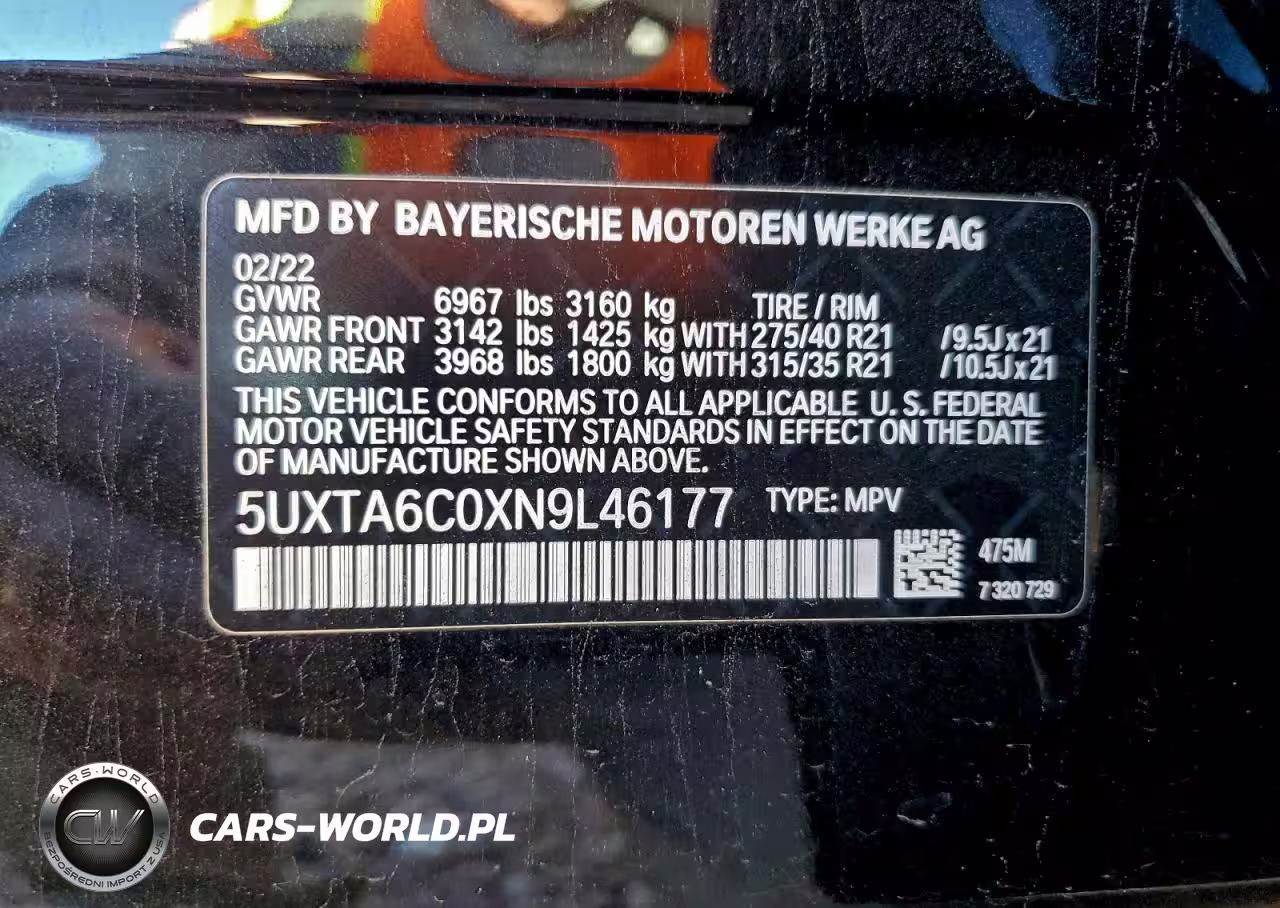 MFD BY BAYERISCHE MOTOREN WERKE AG
02/22
GVWR 6967 lbs 3160 kg TIRE / RIM
GAWR FRONT 3142 lbs 1425 kg WITH 275/40 R21 /9.5Jx21
GAWR REAR 3968 lbs 1800 kg WITH 315/35 R21 /10.5Jx21
THIS VEHICLE CONFORMS TO ALL APPLICABLE U. S. FEDERAL
MOTOR VEHICLE SAFETY STANDARDS IN EFFECT ON THE DATE
OF MANUFACTURE SHOWN ABOVE.
5UXTA6C0XN9L46177 TYPE: MPV
475M
7 320 729
CARS-WORLD
CW
BEZPOŚREDNI IMPORT Z USA
CARS-WORLD.PL